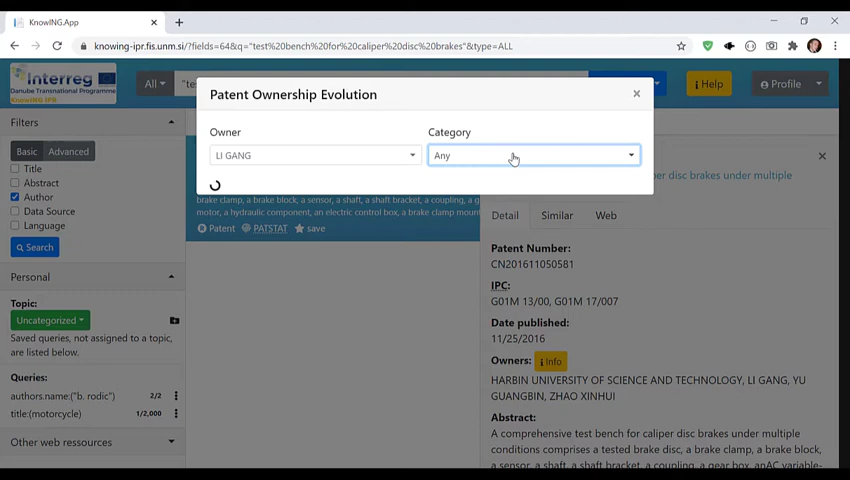 KnowING.App
knowing-ipr.fis.unm.si/?fields=64&q="test%20bench%20for%20caliper%20disc%20brakes"&type=ALL
Interreg
Danube Transnational Programme
KnowING IPR
All
"te
Help
Profile
Filters
Basic
Advanced
Title
Abstract
Author
Data Source
Language
Search
Personal
Topic:
Uncategorized
Saved queries, not assigned to a topic,
are listed below.
Queries:
authors.name:("b. rodic")
2/2
title:(motorcycle)
1/2,000
Other web ressources
Patent Ownership Evolution
Owner
Category
LI GANG
Any
brake clamp, a brake block, a sensor, a shaft, a shaft bracket, a coupling, a g
motor, a hydraulic component, an electric control box, a brake clamp mount
Patent
PATSTAT
save
er disc brakes under multiple
Detail
Similar
Web
Patent Number:
CN201611050581
IPC:
G01M 13/00, G01M 17/007
Date published:
11/25/2016
Owners:
Info
HARBIN UNIVERSITY OF SCIENCE AND TECHNOLOGY, LI GANG, YU
GUANGBIN, ZHAO XINHUI
Abstract:
A comprehensive test bench for caliper disc brakes under multiple
conditions comprises a tested brake disc, a brake clamp, a brake block,
a sensor, a shaft, a shaft bracket, a coupling, a gear box, anAC variable-